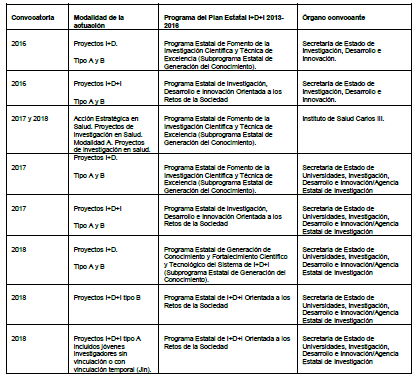 Convocatoria Modalidad de la actuación Programa del Plan Estatal I+D+I 2013-2016 Órgano convocante
2016 Proyectos I+D. Tipo A y B Programa Estatal de Fomento de la Investigación Científica y Técnica de Excelencia (Subprograma Estatal de Generación del Conocimiento). Secretaría de Estado de Investigación, Desarrollo e Innovación.
2016 Proyectos I+D+I Tipo A y B Programa Estatal de Investigación, Desarrollo e Innovación Orientada a los Retos de la Sociedad Secretaría de Estado de Investigación, Desarrollo e Innovación.
2017 y 2018 Acción Estratégica en Salud. Proyectos de Investigación en Salud. Modalidad A. Proyectos de Investigación en salud. Programa Estatal de Fomento de la Investigación Científica y Técnica de Excelencia (Subprograma Estatal de Generación del Conocimiento). Instituto de Salud Carlos III.
2017 Proyectos I+D. Tipo A y B Programa Estatal de Fomento de la Investigación Científica y Técnica de Excelencia (Subprograma Estatal de Generación del Conocimiento). Secretaría de Estado de Universidades, Investigación, Desarrollo e Innovación/Agencia Estatal de Investigación
2017 Proyectos I+D+I Tipo A y B Programa Estatal de Investigación, Desarrollo e Innovación Orientada a los Retos de la Sociedad Secretaría de Estado de Universidades, Investigación, Desarrollo e Innovación/Agencia Estatal de Investigación
2018 Proyectos I+D. Tipo A y B Programa Estatal de Generación de Conocimiento y Fortalecimiento Científico y Tecnológico del Sistema de I+D+I (Subprograma Estatal de Generación del Conocimiento). Secretaría de Estado de Universidades, Investigación, Desarrollo e Innovación/Agencia Estatal de Investigación
2018 Proyectos I+D+I tipo B Programa Estatal de I+D+I Orientada a los Retos de la Sociedad Secretaría de Estado de Universidades, Investigación, Desarrollo e Innovación/Agencia Estatal de Investigación
2018 Proyectos I+D+I tipo A incluidos jóvenes investigadores sin vinculación o con vinculación temporal (Jin). Programa Estatal de I+D+I Orientada a los Retos de la Sociedad Secretaría de Estado de Universidades, Investigación, Desarrollo e Innovación/Agencia Estatal de Investigación